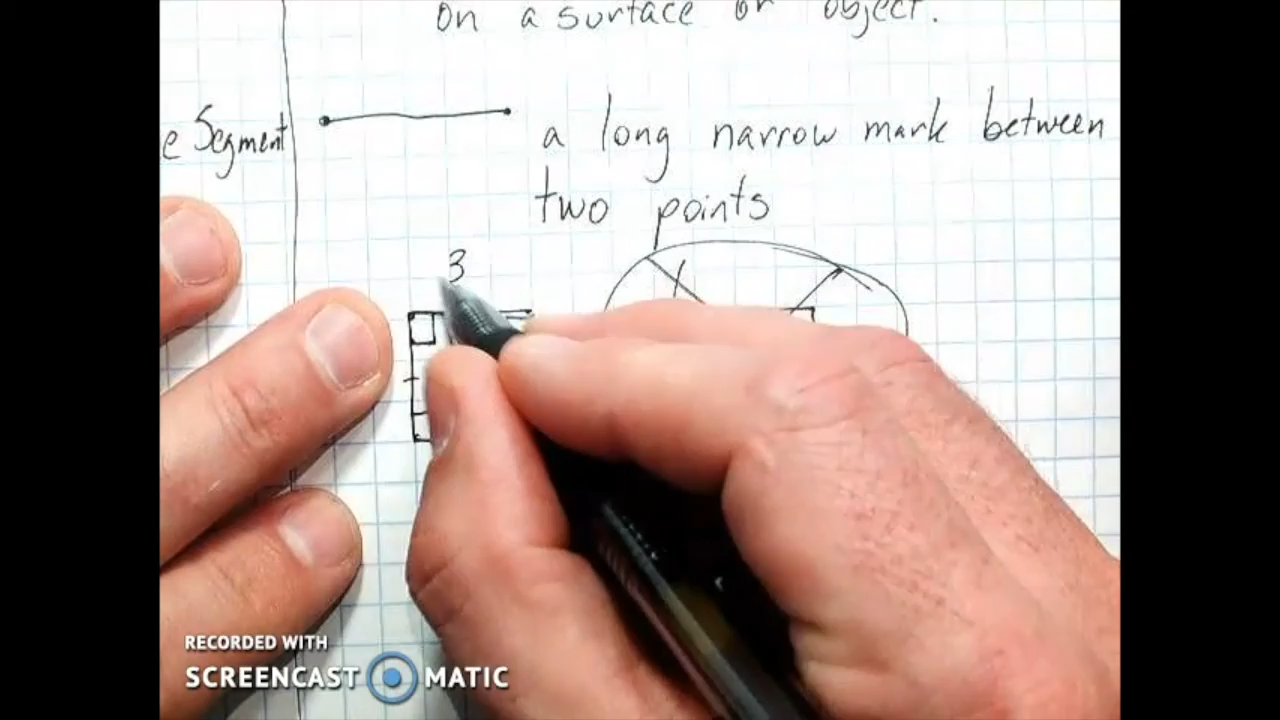 on a surface or object.
e Segment
a long narrow mark between
two points
3
RECORDED WITH
SCREENCAST MATIC